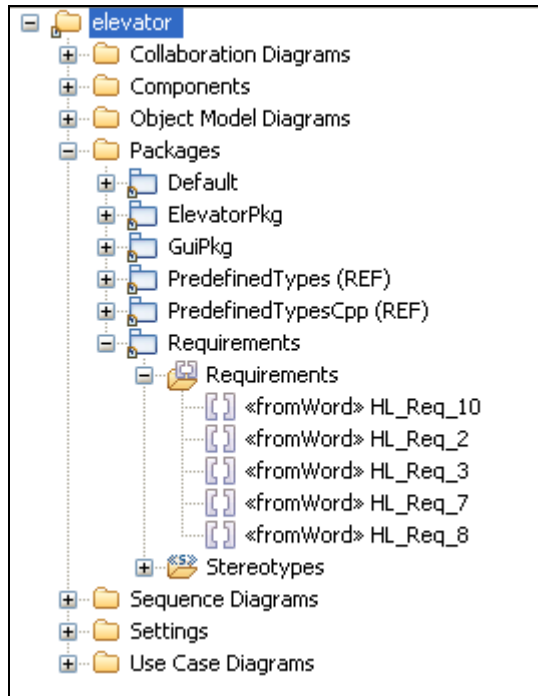 elevator
Collaboration Diagrams
Components
Object Model Diagrams
Packages
Default
ElevatorPkg
GuiPkg
PredefinedTypes (REF)
PredefinedTypesCpp (REF)
Requirements
Requirements
«fromWord» HL_Req_10
«fromWord» HL_Req_2
«fromWord» HL_Req_3
«fromWord» HL_Req_7
«fromWord» HL_Req_8
«S» Stereotypes
Sequence Diagrams
Settings
Use Case Diagrams